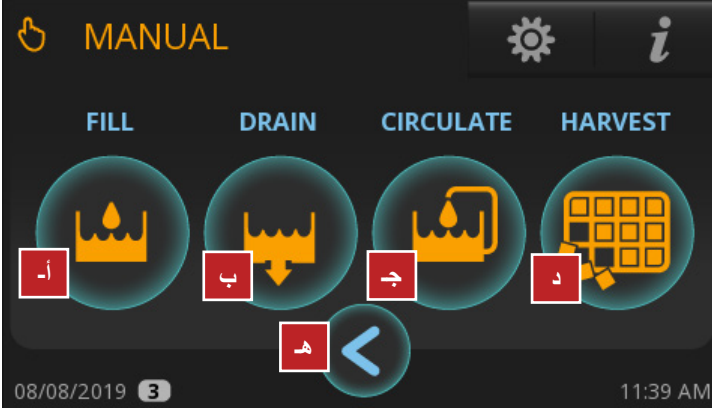 MANUAL
FILL DRAIN CIRCULATE HARVEST
أ- ب جـ د
هـ
08/08/2019 3 11:39 AM